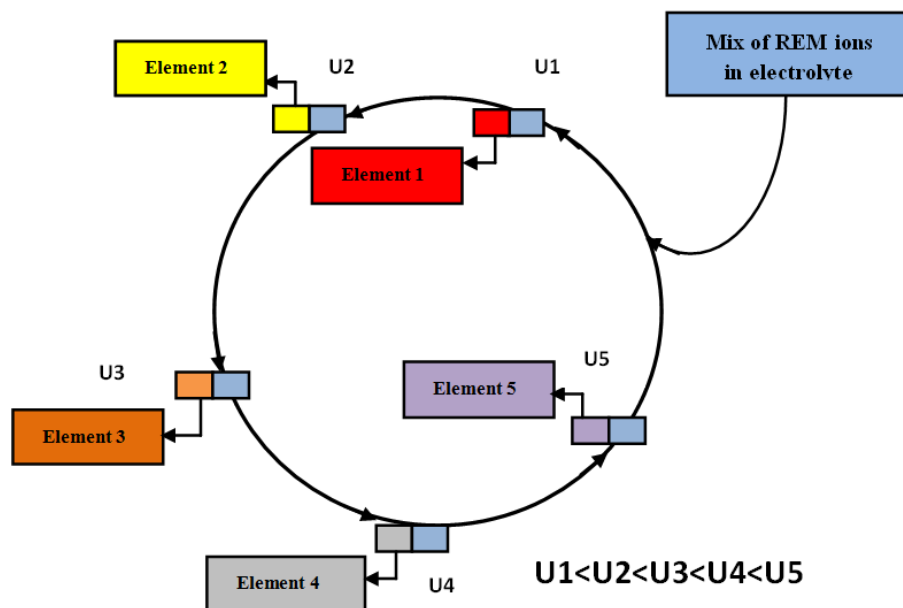 Mix of REM ions
in electrolyte
Element 2
U2
U1
Element 1
U3
Element 3
U5
Element 5
Element 4
U4
U1<U2<U3<U4<U5